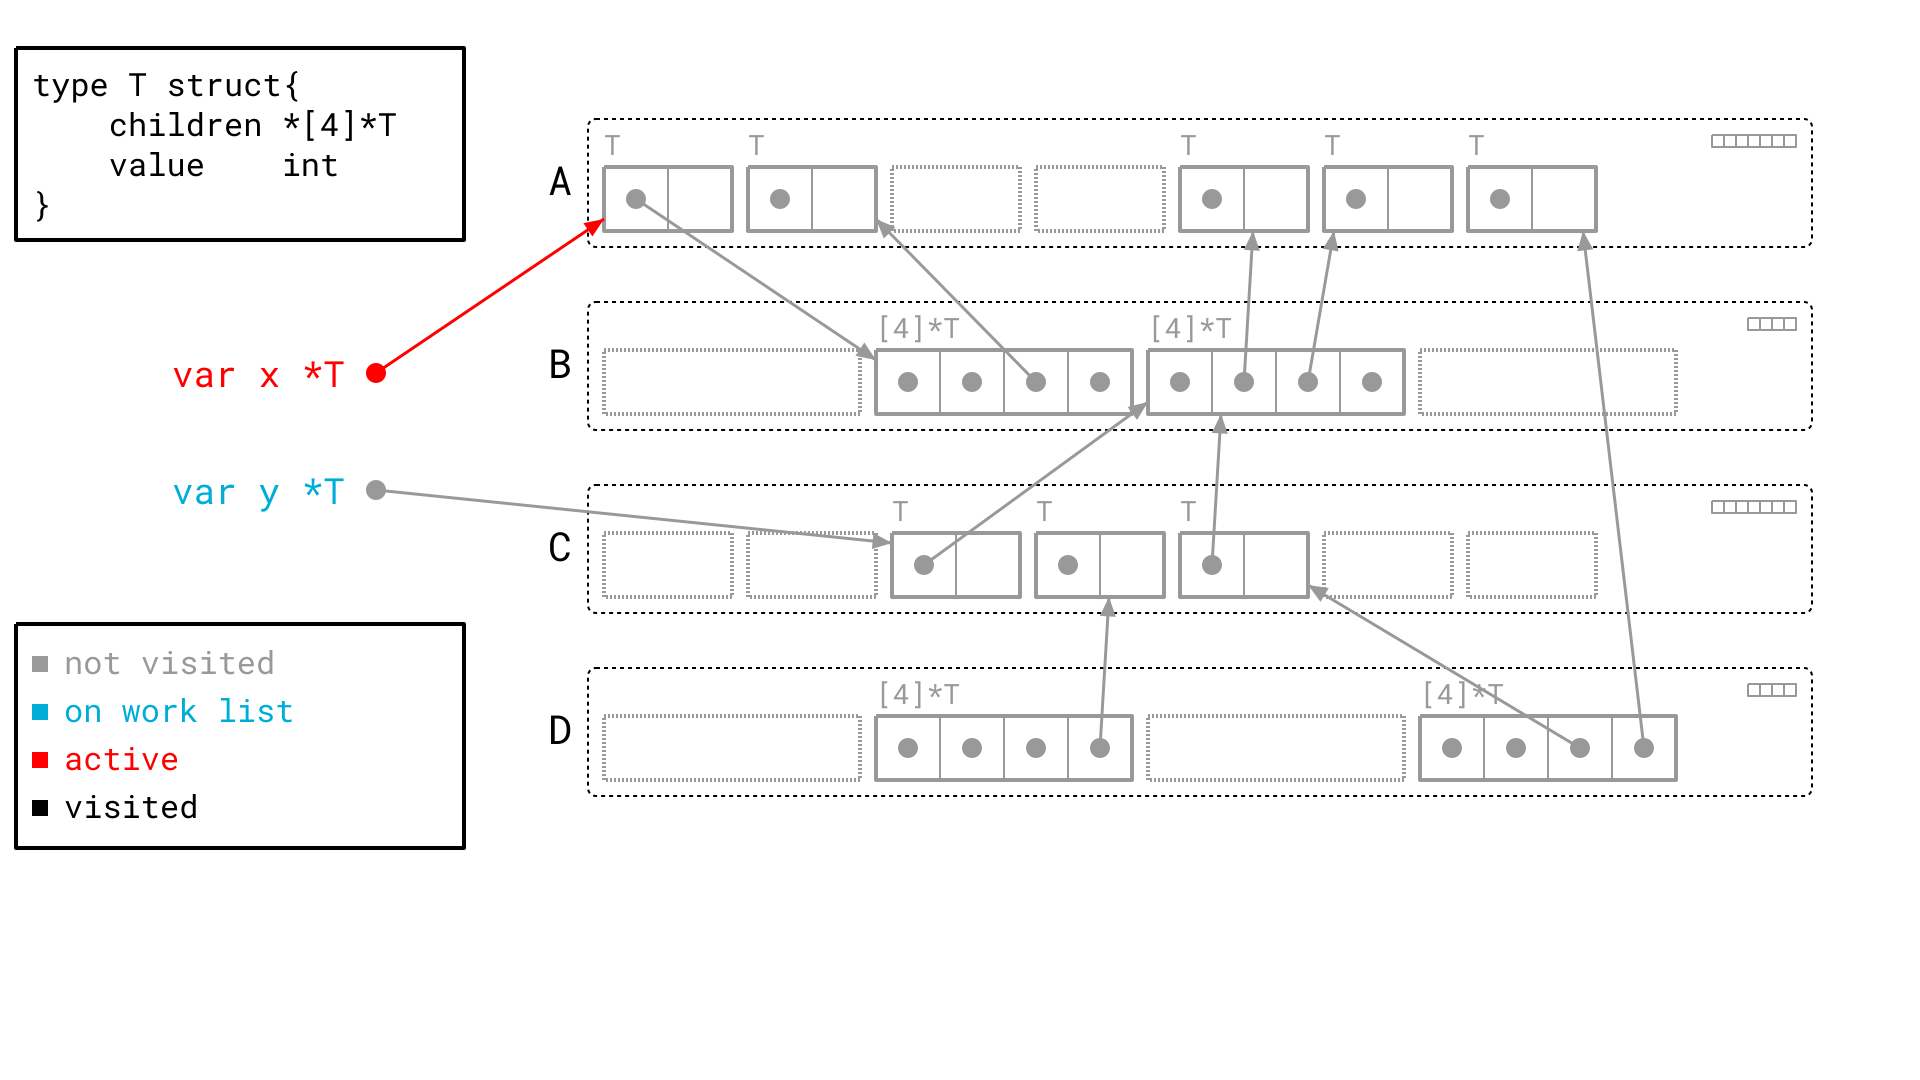 type T struct{
    children *[4]*T
    value    int
}
T T T T T
A
[4]*T [4]*T
B
var x *T
var y *T
T T T
C
not visited
on work list
active
visited
[4]*T [4]*T
D